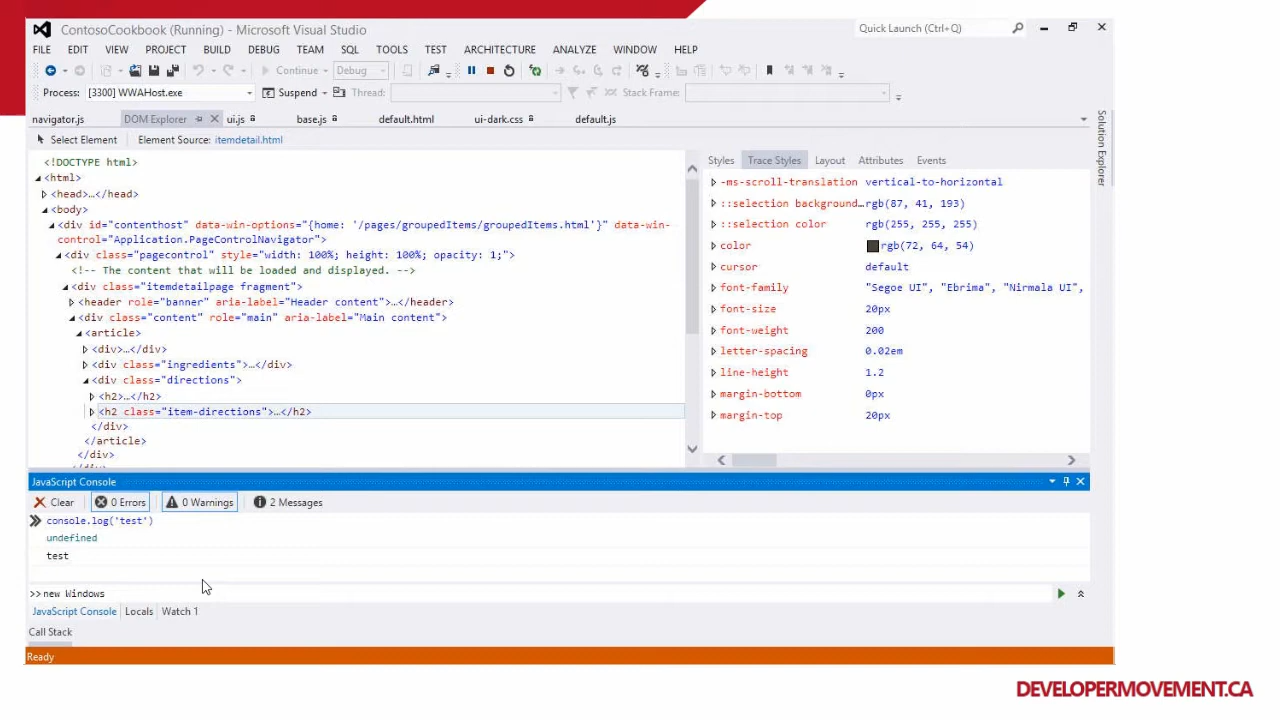 ContosoCookbook (Running) - Microsoft Visual Studio
Quick Launch (Ctrl+Q)
FILE EDIT VIEW PROJECT BUILD DEBUG TEAM SQL TOOLS TEST ARCHITECTURE ANALYZE WINDOW HELP
Continue Debug
Process: [3300] WWAHost.exe Suspend Thread: Stack Frame:
navigator.js DOM Explorer ui.js base.js default.html ui-dark.css default.js
Solution Explorer
Select Element Element Source: itemdetail.html
<!DOCTYPE html>
<html>
<head>…</head>
<body>
<div id="contenthost" data-win-options="{home: '/pages/groupedItems/groupedItems.html'}" data-win-
control="Application.PageControlNavigator">
<div class="pagecontrol" style="width: 100%; height: 100%; opacity: 1;">
<!-- The content that will be loaded and displayed. -->
<div class="itemdetailpage fragment">
<header role="banner" aria-label="Header content">…</header>
<div class="content" role="main" aria-label="Main content">
<article>
<div>…</div>
<div class="ingredients">…</div>
<div class="directions">
<h2>…</h2>
<h2 class="item-directions">…</h2>
</div>
</article>
</div>
</div>
Styles Trace Styles Layout Attributes Events
-ms-scroll-translation vertical-to-horizontal
::selection background… rgb(87, 41, 193)
::selection color rgb(255, 255, 255)
color rgb(72, 64, 54)
cursor default
font-family "Segoe UI", "Ebrima", "Nirmala UI",
font-size 20px
font-weight 200
letter-spacing 0.02em
line-height 1.2
margin-bottom 0px
margin-top 20px
JavaScript Console
Clear 0 Errors 0 Warnings 2 Messages
console.log('test')
undefined
test
>> new Windows
JavaScript Console Locals Watch 1
Call Stack
Ready
DEVELOPERMOVEMENT.CA